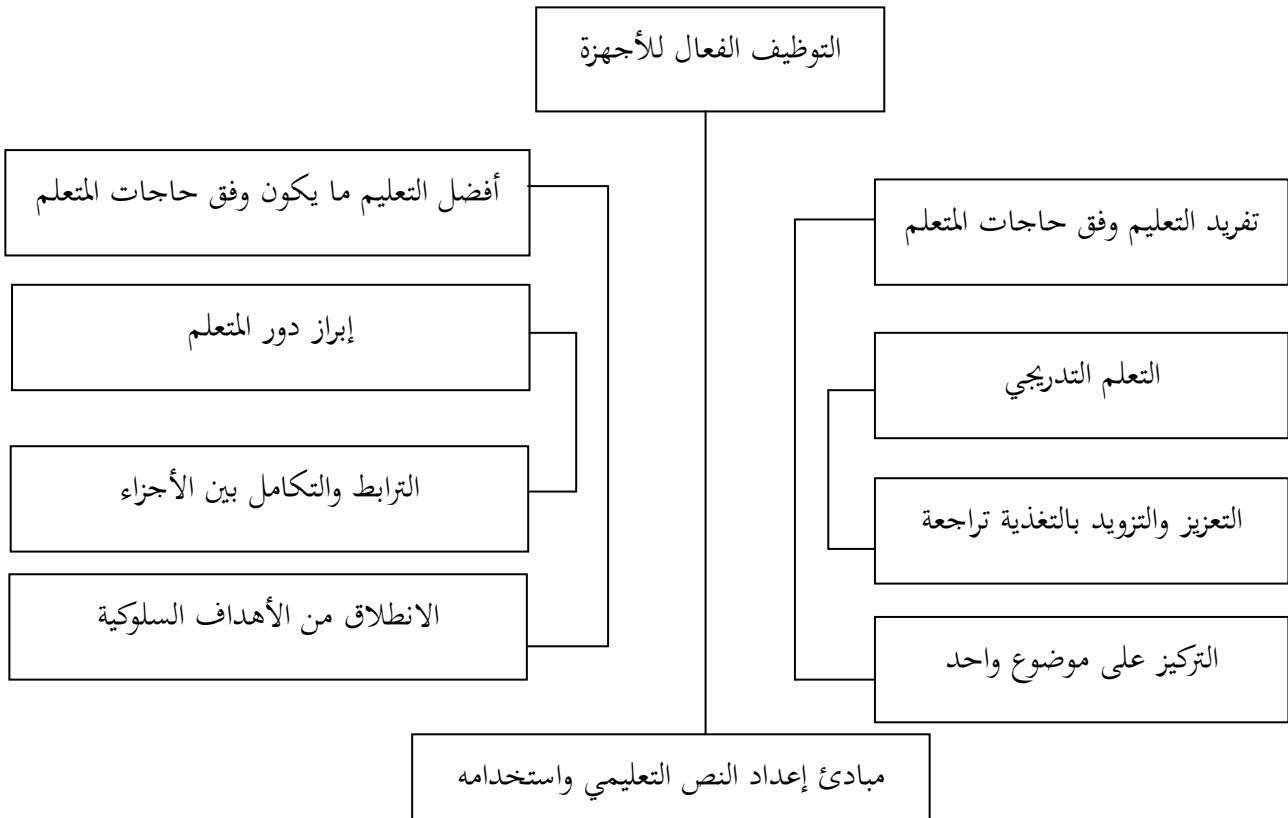 التوظيف الفعال للأجهزة
تفريد التعليم وفق حاجات المتعلم
التعلم التدريجي
التعزيز والتزويد بالتغذية تراجعة
التركيز على موضوع واحد
أفضل التعليم ما يكون وفق حاجات المتعلم
إبراز دور المتعلم
الترابط والتكامل بين الأجزاء
الانطلاق من الأهداف السلوكية
مبادئ إعداد النص التعليمي واستخدامه